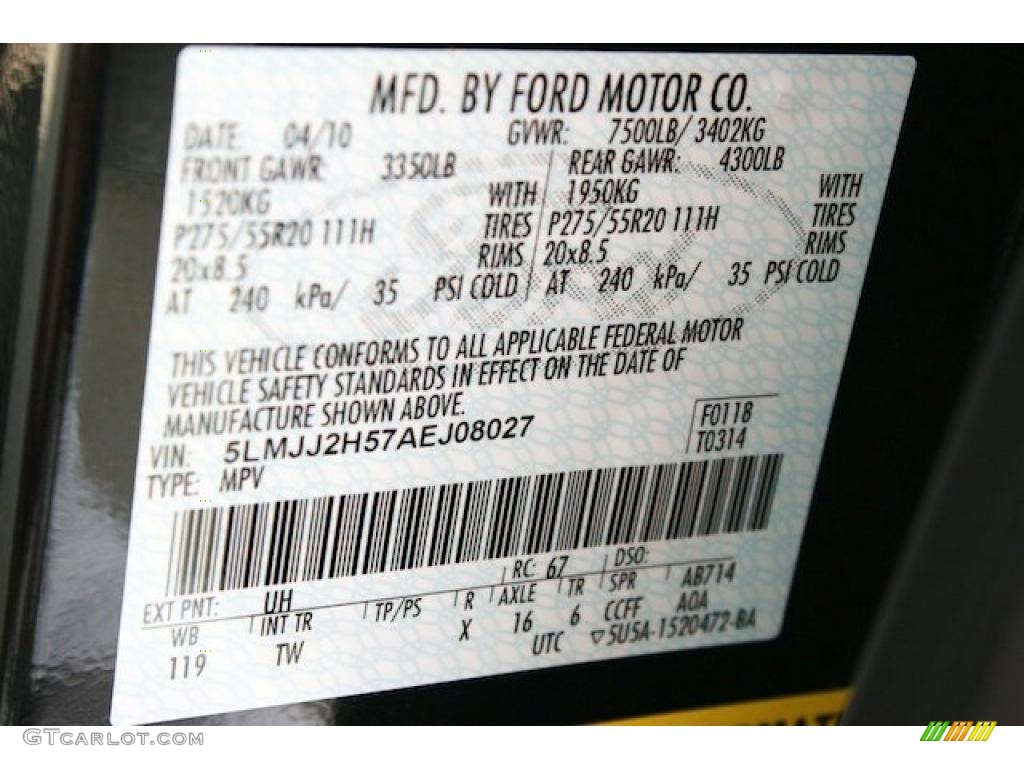 MFD. BY FORD MOTOR CO.
DATE: 04/10 GVWR: 7500LB/ 3402KG
FRONT GAWR: 3350LB REAR GAWR: 4300LB
1520KG WITH 1950KG WITH
P275/55R20 111H TIRES P275/55R20 111H TIRES
20x8.5 RIMS 20x8.5 RIMS
AT 240 kPa/ 35 PSI COLD AT 240 kPa/ 35 PSI COLD
THIS VEHICLE CONFORMS TO ALL APPLICABLE FEDERAL MOTOR
VEHICLE SAFETY STANDARDS IN EFFECT ON THE DATE OF
MANUFACTURE SHOWN ABOVE.
VIN: 5LMJJ2H57AEJ08027 F0118
TYPE: MPV T0314
EXT PNT: UH RC: 67 DSO:
WB INT TR TP/PS R AXLE TR SPR AB714
119 TW X 16 6 CCFF AOA
UTC ▽5U5A-1520472-BA
GTCarlot.com